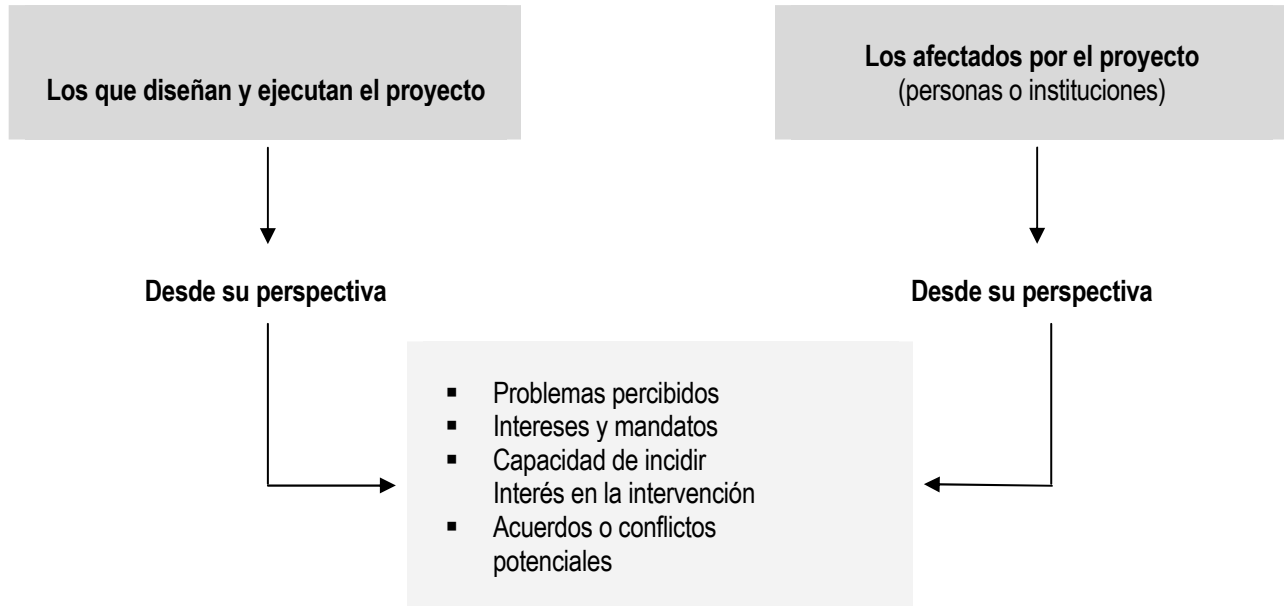 Los que diseñan y ejecutan el proyecto
Los afectados por el proyecto
(personas o instituciones)
Desde su perspectiva
Desde su perspectiva
▪ Problemas percibidos
▪ Intereses y mandatos
▪ Capacidad de incidir
Interés en la intervención
▪ Acuerdos o conflictos
potenciales